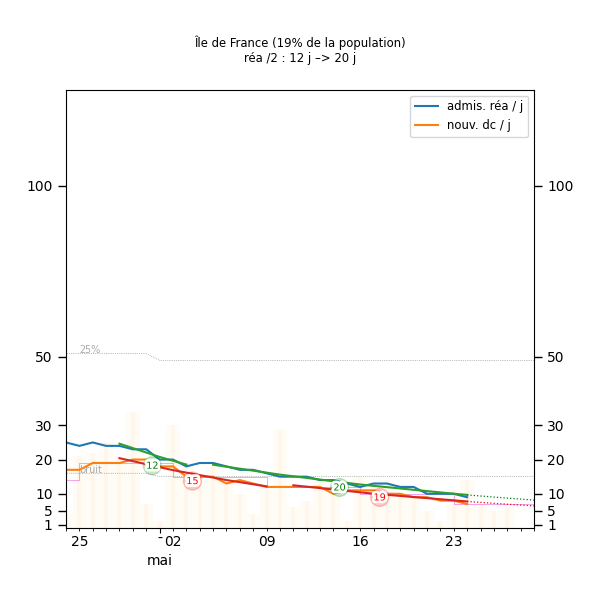 Île de France (19% de la population)
réa /2 : 12 j –> 20 j
admis. réa / j
nouv. dc / j
100 100
25%
50 50
30 30
20 20
bruit
12
15
20
19
10 10
5 5
1 1
25 02 09 16 23
mai